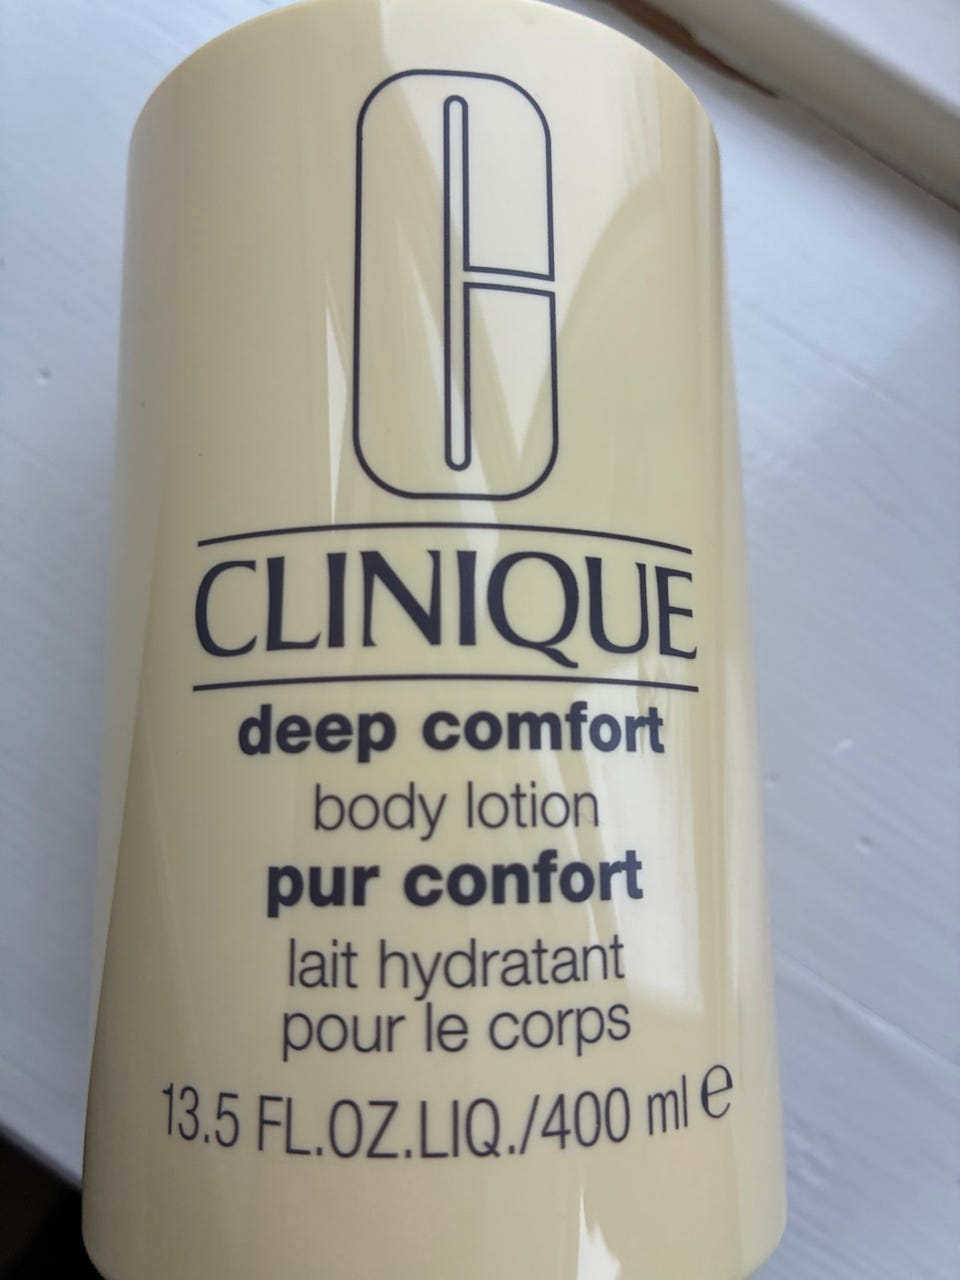 C
CLINIQUE
deep comfort
body lotion
pur confort
lait hydratant
pour le corps
13.5 FL.OZ.LIQ./400 ml e